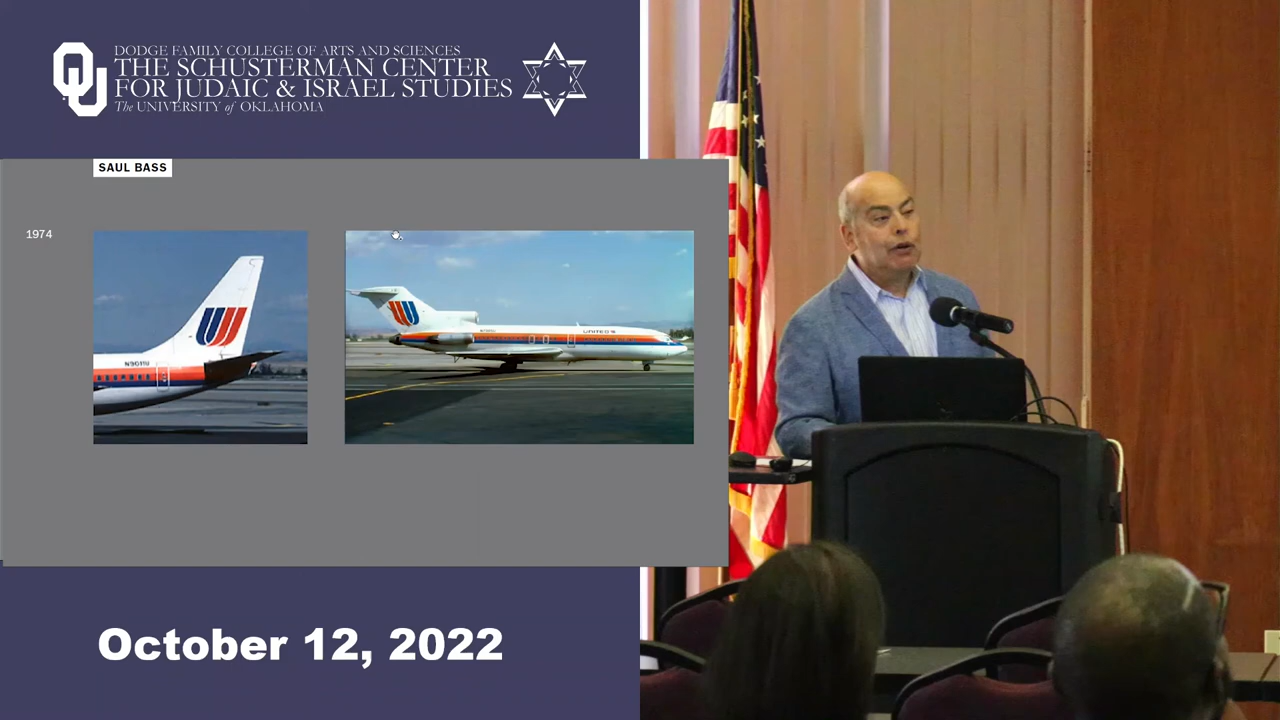 DODGE FAMILY COLLEGE OF ARTS AND SCIENCES
THE SCHUSTERMAN CENTER
FOR JUDAIC & ISRAEL STUDIES
The UNIVERSITY of OKLAHOMA
SAUL BASS
1974
N9011U
UNITED
October 12, 2022